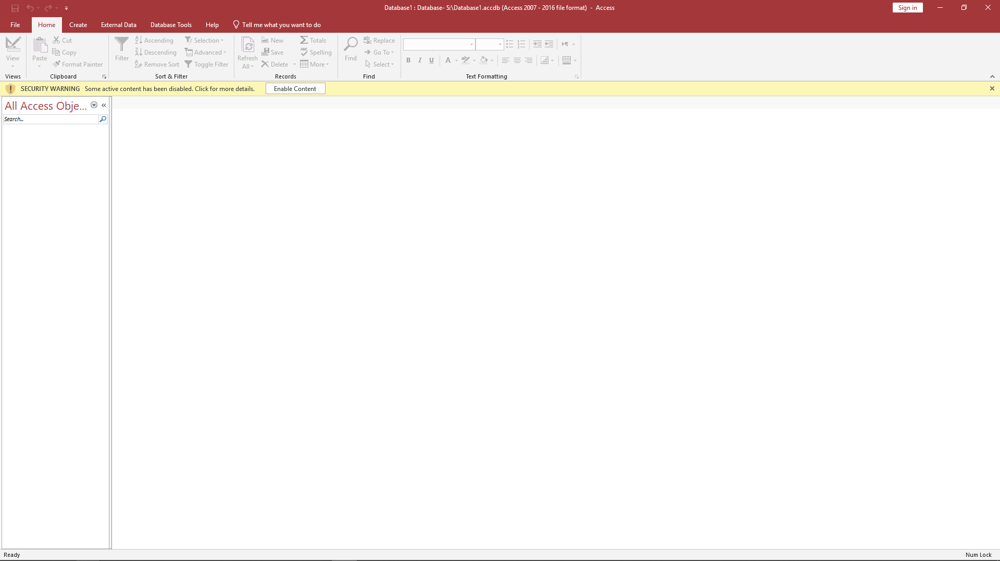 Database1 : Database- S:\Database1.accdb (Access 2007 - 2016 file format)  -  Access
Sign in
File
Home
Create
External Data
Database Tools
Help
Tell me what you want to do
View
Paste
Cut
Copy
Format Painter
Filter
Ascending
Descending
Remove Sort
Selection
Advanced
Toggle Filter
Refresh
All
New
Save
Delete
Totals
Spelling
More
Find
Replace
Go To
Select
B I U A
Views
Clipboard
Sort & Filter
Records
Find
Text Formatting
SECURITY WARNING Some active content has been disabled. Click for more details.
Enable Content
All Access Obje...
Search...
Ready
Num Lock